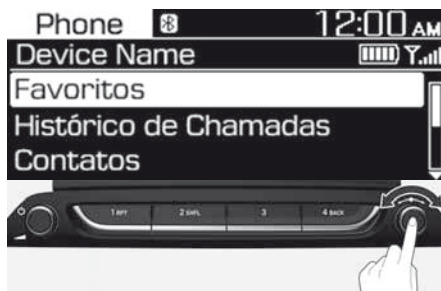 Phone 12:00 AM
Device Name
Favoritos
Histórico de Chamadas
Contatos
1 RPT 2 SHFL 3 4 BACK